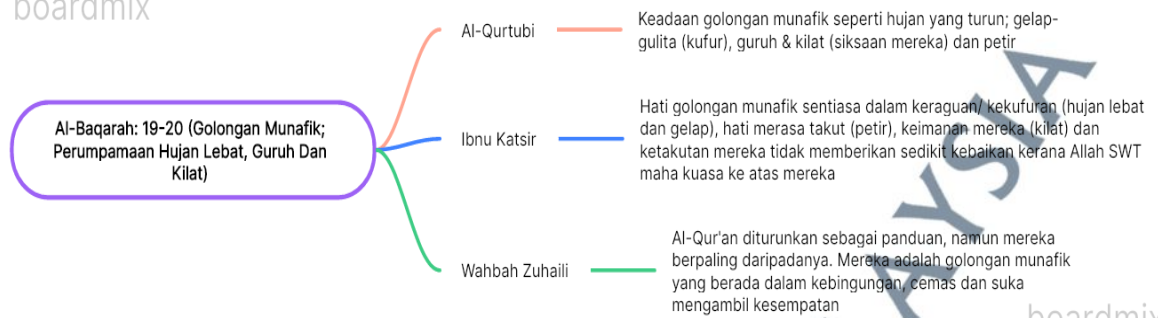 boardmix
Al-Qurtubi
Keadaan golongan munafik seperti hujan yang turun; gelap-
gulita (kufur), guruh & kilat (siksaan mereka) dan petir
Al-Baqarah: 19-20 (Golongan Munafik;
Perumpamaan Hujan Lebat, Guruh Dan
Kilat)
Ibnu Katsir
Hati golongan munafik sentiasa dalam keraguan/ kekufuran (hujan lebat
dan gelap), hati merasa takut (petir), keimanan mereka (kilat) dan
ketakutan mereka tidak memberikan sedikit kebaikan kerana Allah SWT
maha kuasa ke atas mereka
Wahbah Zuhaili
Al-Qur'an diturunkan sebagai panduan, namun mereka
berpaling daripadanya. Mereka adalah golongan munafik
yang berada dalam kebingungan, cemas dan suka
mengambil kesempatan
AYSIA
boardmix